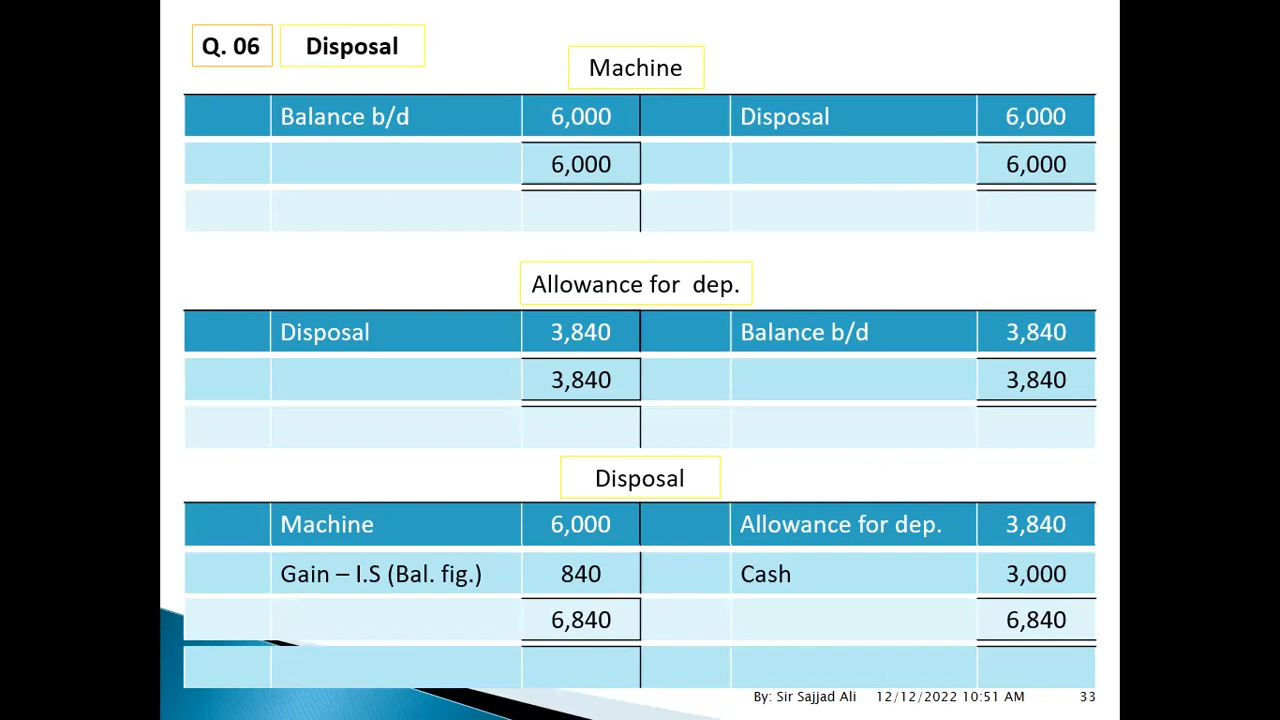 Q. 06 Disposal
Machine
Balance b/d 6,000 Disposal 6,000
6,000 6,000
Allowance for dep.
Disposal 3,840 Balance b/d 3,840
3,840 3,840
Disposal
Machine 6,000 Allowance for dep. 3,840
Gain – I.S (Bal. fig.) 840 Cash 3,000
6,840 6,840
By: Sir Sajjad Ali 12/12/2022 10:51 AM 33